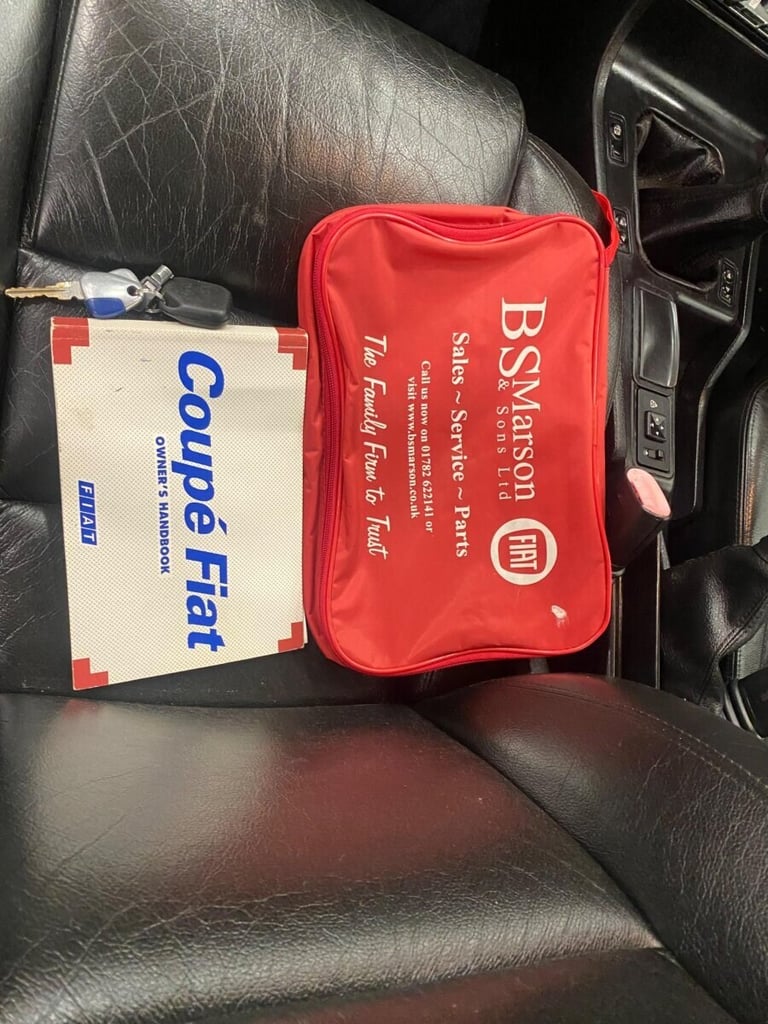 BSMarson
& Sons Ltd
FIAT
Sales ~ Service ~ Parts
Call us now on 01782 622141 or
visit www.bsmarson.co.uk
The Family Firm to Trust
Coupé Fiat
OWNER'S HANDBOOK
FIAT